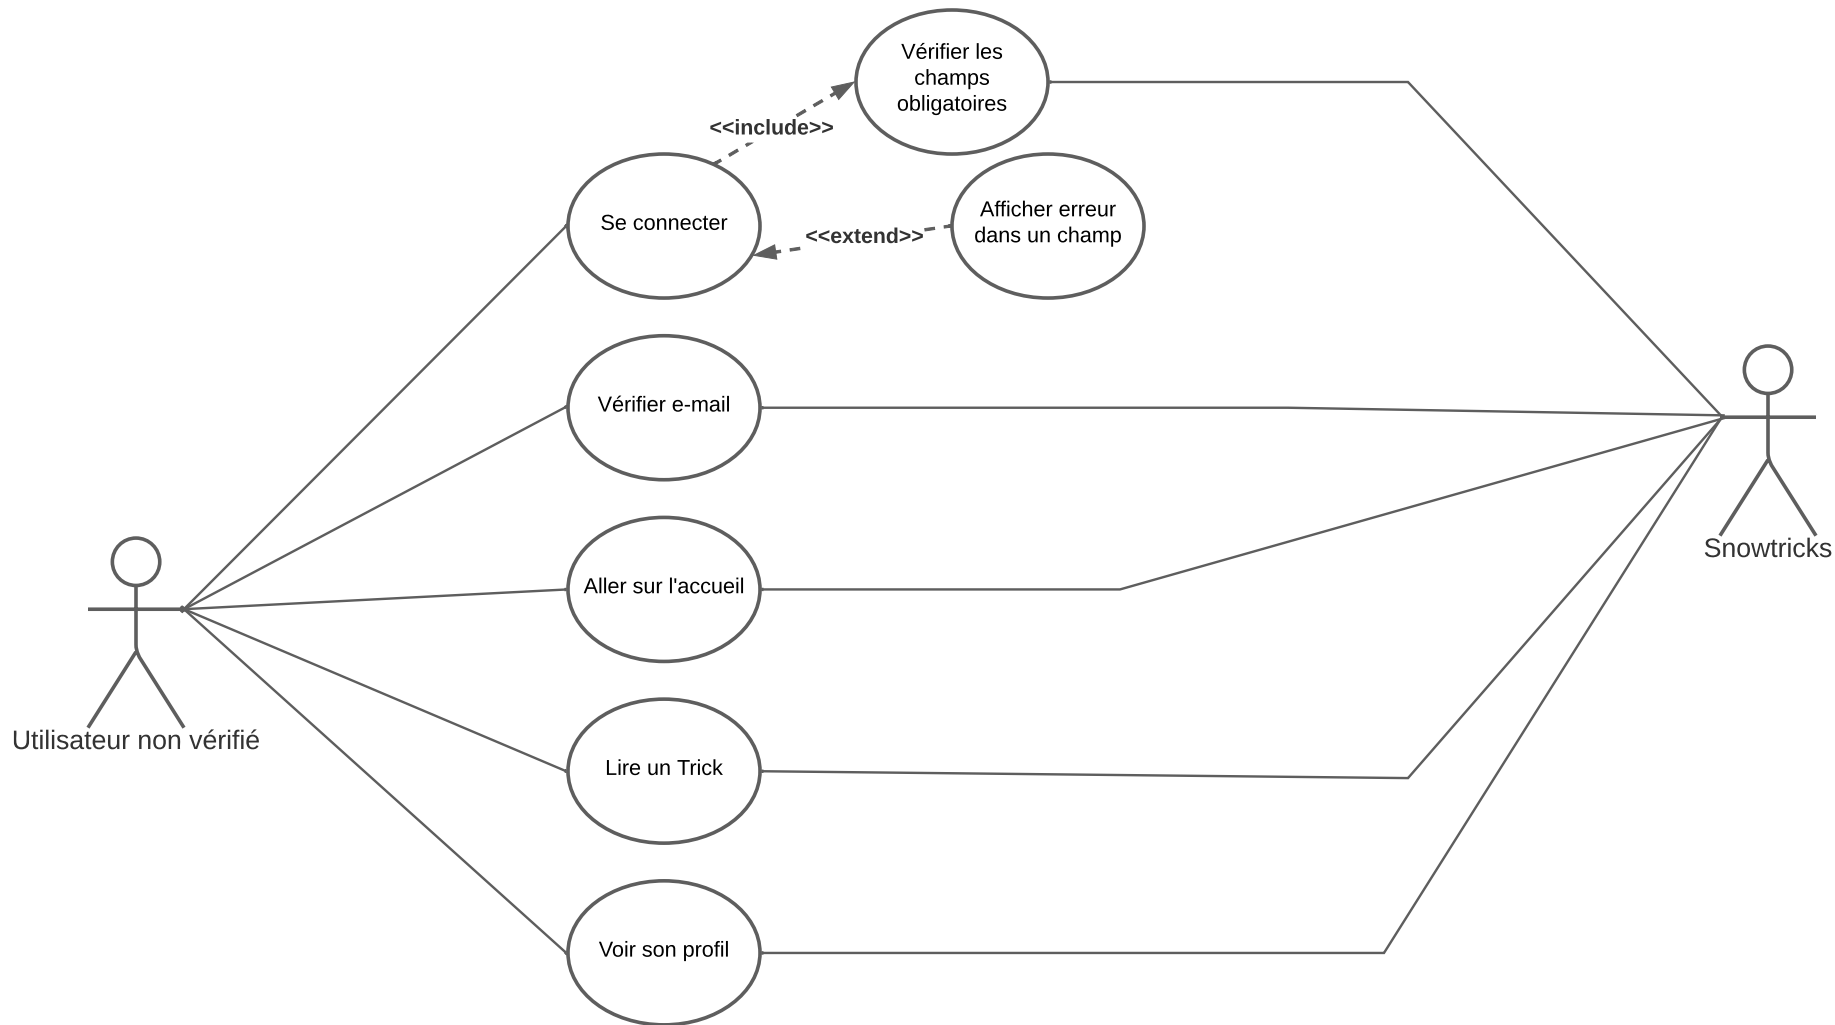 Vérifier les
champs
obligatoires
<<include>>
Se connecter
Afficher erreur
dans un champ
<<extend>>
Vérifier e-mail
Snowtricks
Aller sur l'accueil
Utilisateur non vérifié
Lire un Trick
Voir son profil